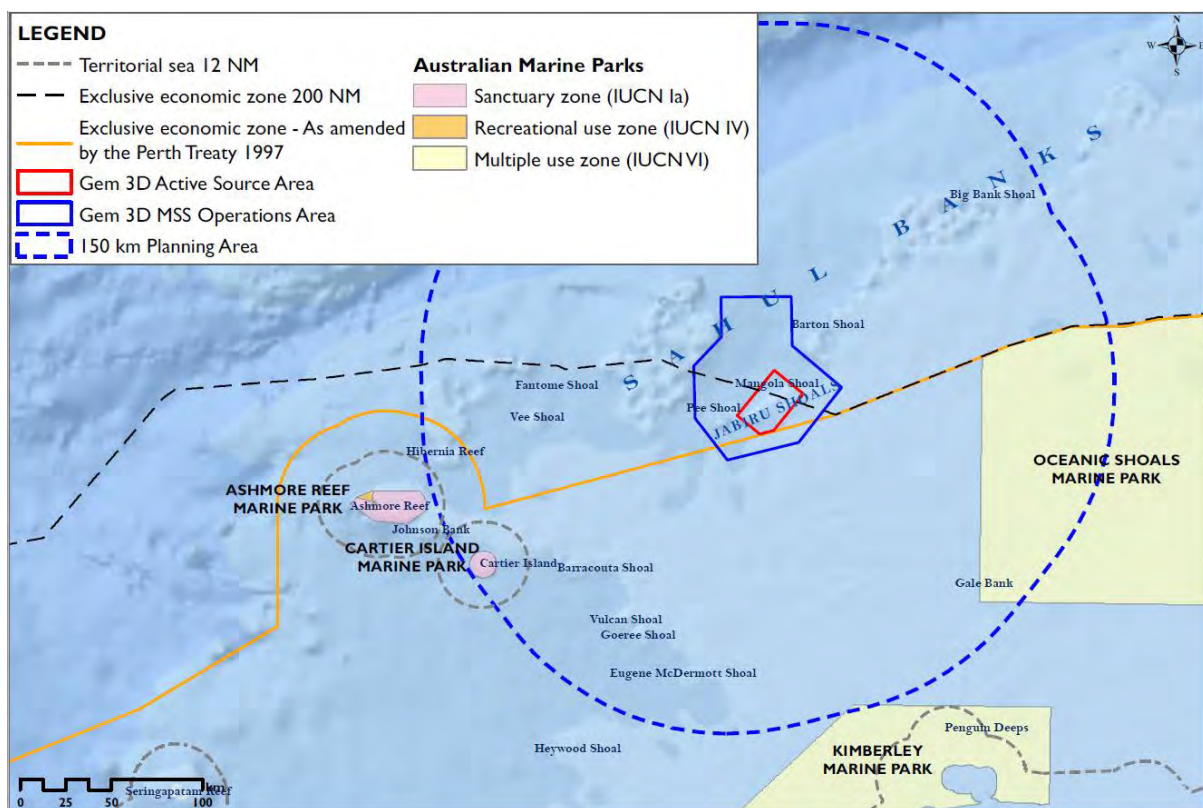 LEGEND
Territorial sea 12 NM
Exclusive economic zone 200 NM
Exclusive economic zone - As amended
by the Perth Treaty 1997
Gem 3D Active Source Area
Gem 3D MSS Operations Area
150 km Planning Area
Australian Marine Parks
Sanctuary zone (IUCN Ia)
Recreational use zone (IUCN IV)
Multiple use zone (IUCN VI)
N
W
E
S
SAHUL BANKS
Big Bank Shoal
Barton Shoal
Fantome Shoal
Mangola Shoal
Vee Shoal
Pee Shoal
JABIRU SHOALS
Hibernia Reef
OCEANIC SHOALS
MARINE PARK
ASHMORE REEF
MARINE PARK
Ashmore Reef
Johnson Bank
CARTIER ISLAND
MARINE PARK
Cartier Island
Barracouta Shoal
Gale Bank
Vulcan Shoal
Goeree Shoal
Eugene McDermott Shoal
Penguin Deeps
Heywood Shoal
KIMBERLEY
MARINE PARK
Seringapatam Reef
km
0 25 50 100